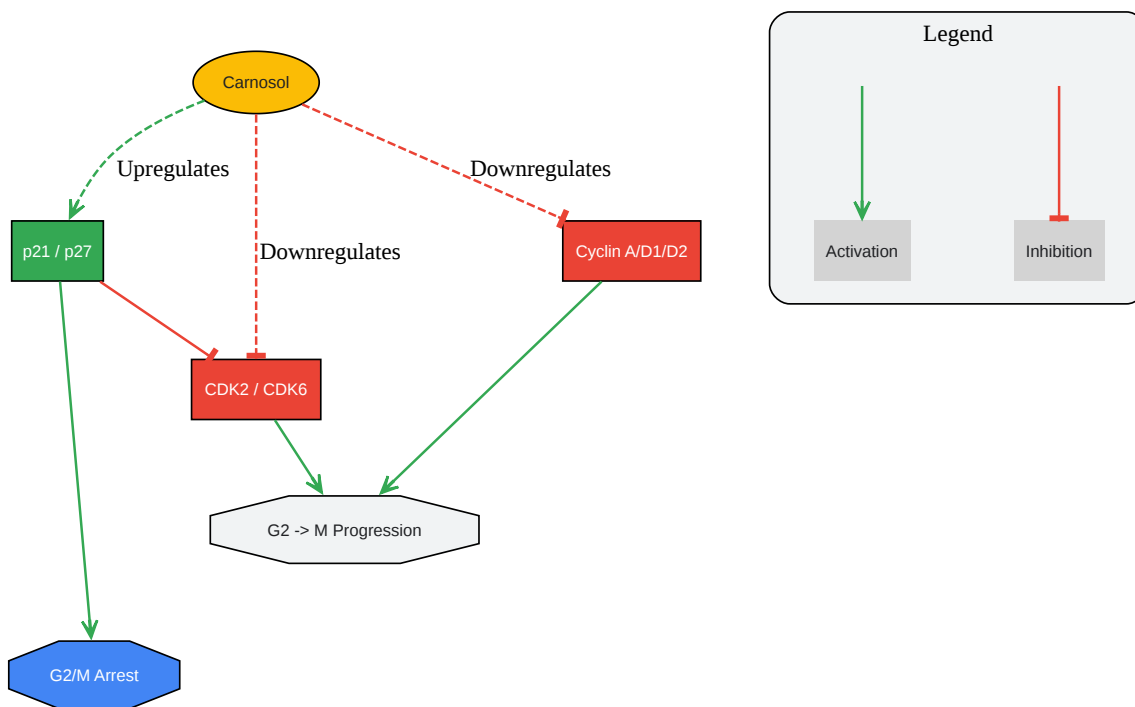 Legend
Carnosol
Upregulates
Downregulates
p21 / p27
Downregulates
Cyclin A/D1/D2
Activation
Inhibition
CDK2 / CDK6
G2 -> M Progression
G2/M Arrest